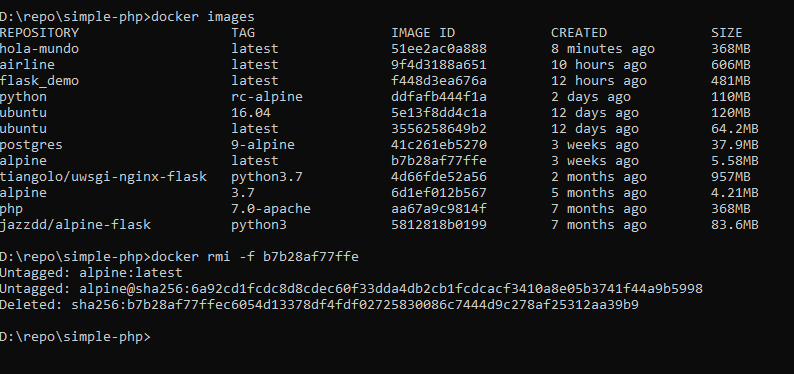 D:\repo\simple-php>docker images
REPOSITORY TAG IMAGE ID CREATED SIZE
hola-mundo latest 51ee2ac0a888 8 minutes ago 368MB
airline latest 9f4d3188a651 10 hours ago 606MB
flask_demo latest f448d3ea676a 12 hours ago 481MB
python rc-alpine ddfafb444f1a 2 days ago 110MB
ubuntu 16.04 5e13f8dd4c1a 12 days ago 120MB
ubuntu latest 3556258649b2 12 days ago 64.2MB
postgres 9-alpine 41c261eb5270 3 weeks ago 37.9MB
alpine latest b7b28af77ffe 3 weeks ago 5.58MB
tiangolo/uwsgi-nginx-flask python3.7 4d66fde52a56 2 months ago 957MB
alpine 3.7 6d1ef012b567 5 months ago 4.21MB
php 7.0-apache aa67a9c9814f 7 months ago 368MB
jazzdd/alpine-flask python3 5812818b0199 7 months ago 83.6MB
D:\repo\simple-php>docker rmi -f b7b28af77ffe
Untagged: alpine:latest
Untagged: alpine@sha256:6a92cd1fcdc8d8cdec60f33dda4db2cb1fcdcacf3410a8e05b3741f44a9b5998
Deleted: sha256:b7b28af77ffec6054d13378df4fdf02725830086c7444d9c278af25312aa39b9
D:\repo\simple-php>